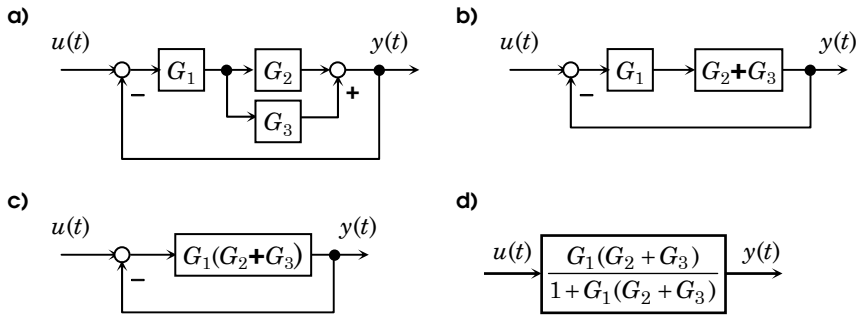 a)
u(t) y(t)
G₁ G₂
− +
G₃
b)
u(t) y(t)
G₁ G₂+G₃
−
c)
u(t) y(t)
G₁(G₂+G₃)
−
d)
u(t) y(t)
G₁(G₂+G₃)
1+G₁(G₂+G₃)